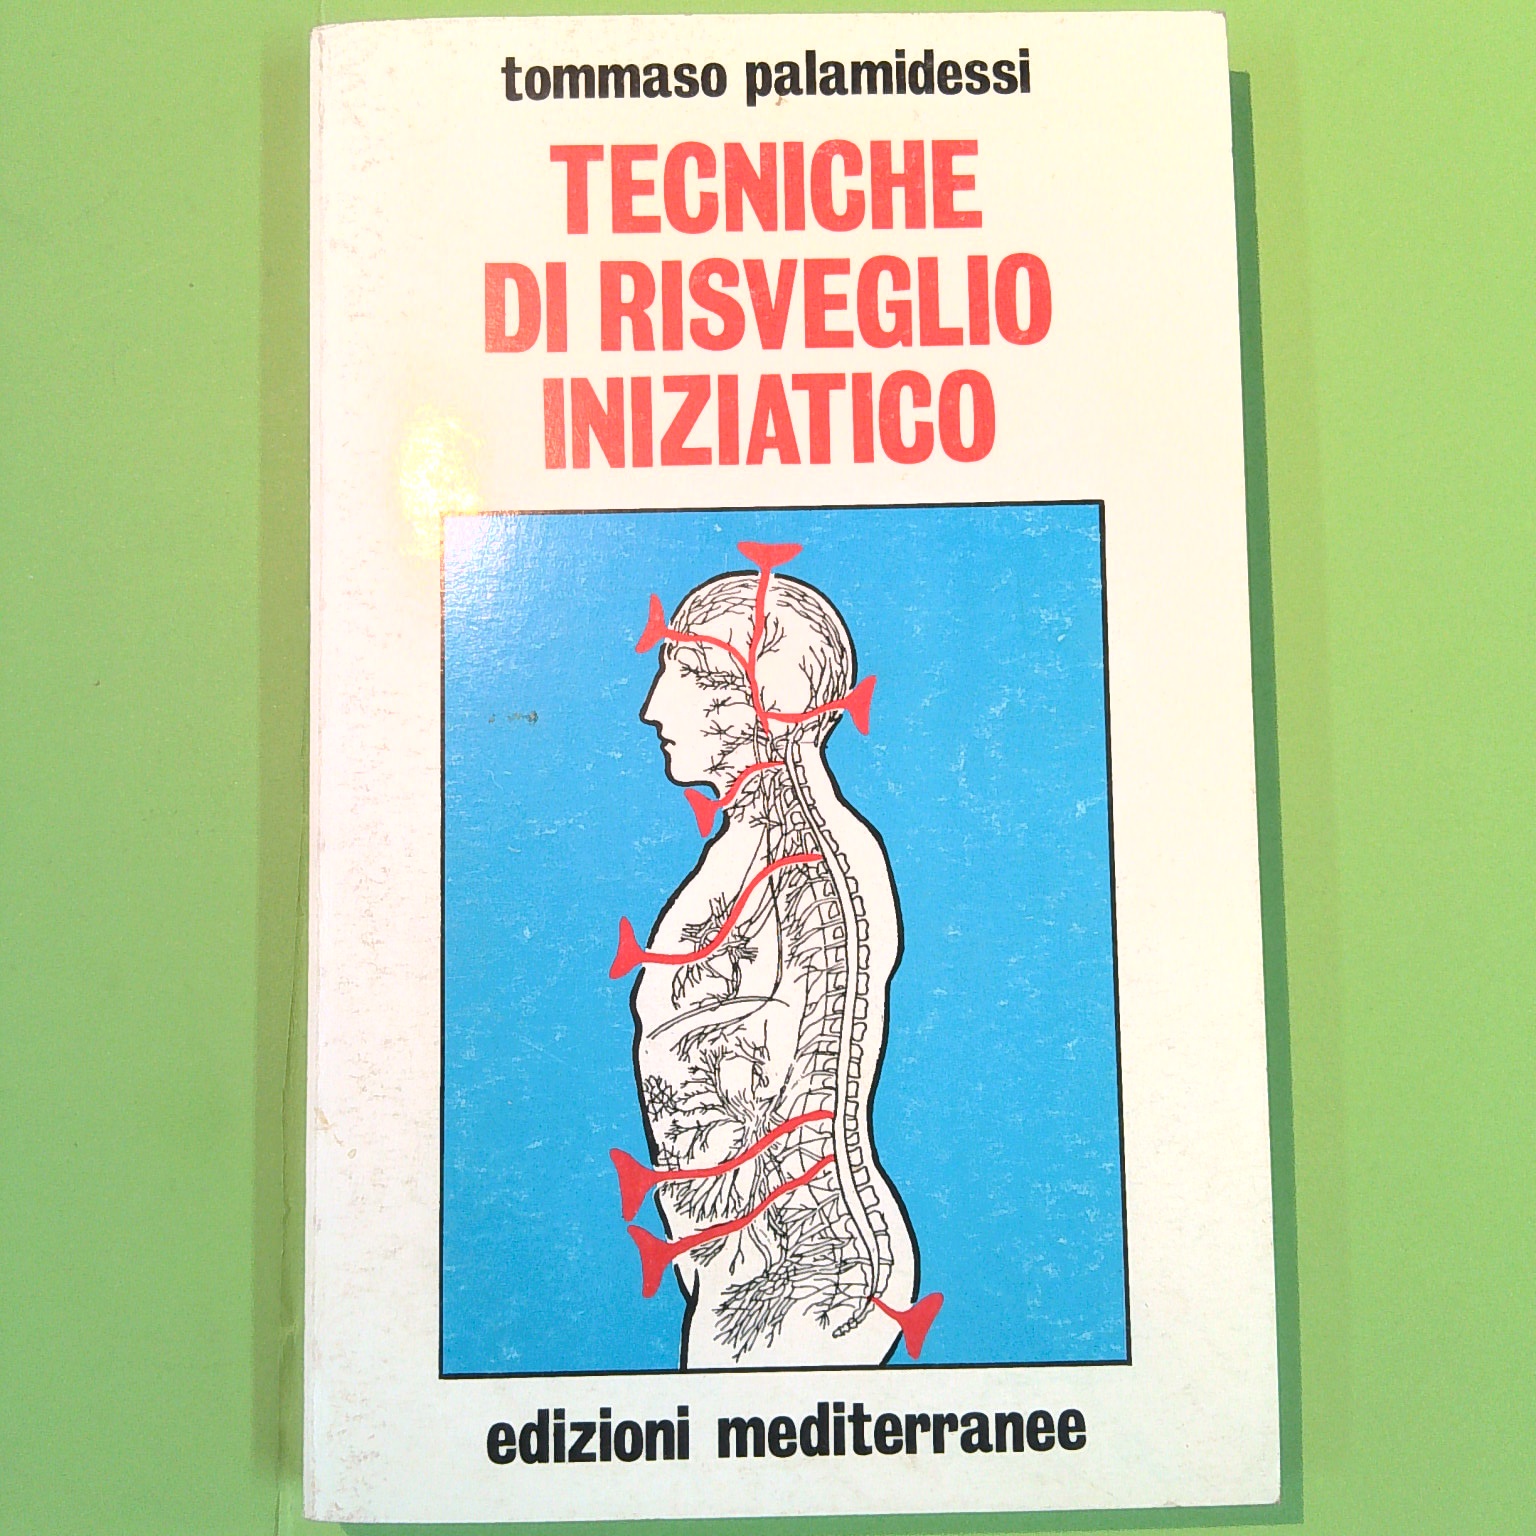 tommaso palamidessi
TECNICHE
DI RISVEGLIO
INIZIATICO
edizioni mediterranee